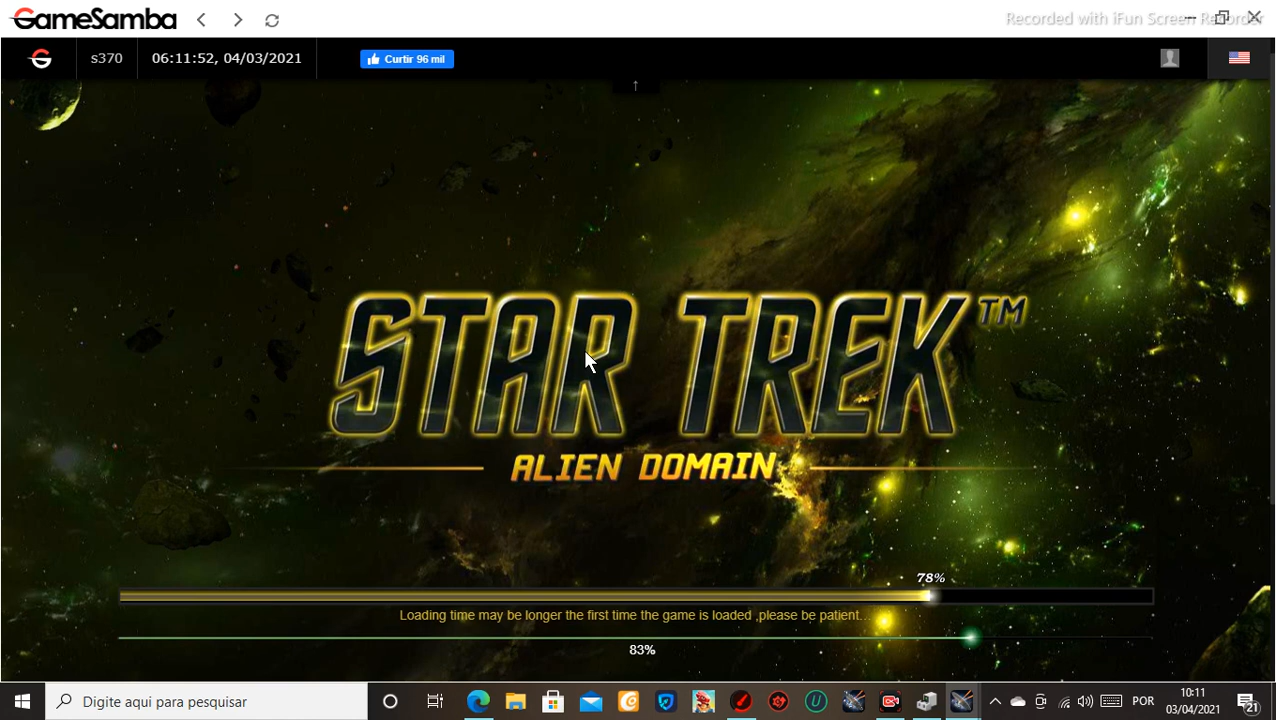 GameSamba
Recorded with iFun Screen Recorder
s370
06:11:52, 04/03/2021
Curtir 96 mil
↑
STAR TREK™
ALIEN DOMAIN
78%
Loading time may be longer the first time the game is loaded ,please be patient...
83%
Digite aqui para pesquisar
POR
10:11
03/04/2021
21